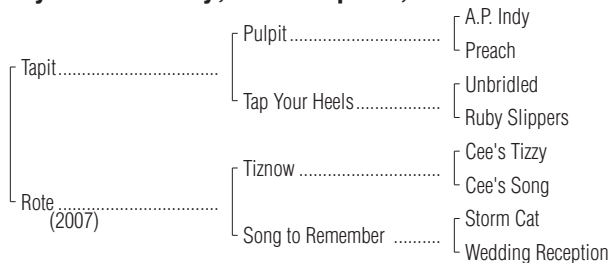 A.P. Indy
Pulpit
Preach
Tapit
Unbridled
Tap Your Heels
Ruby Slippers
Cee's Tizzy
Tiznow
Cee's Song
Rote
(2007)
Storm Cat
Song to Remember
Wedding Reception